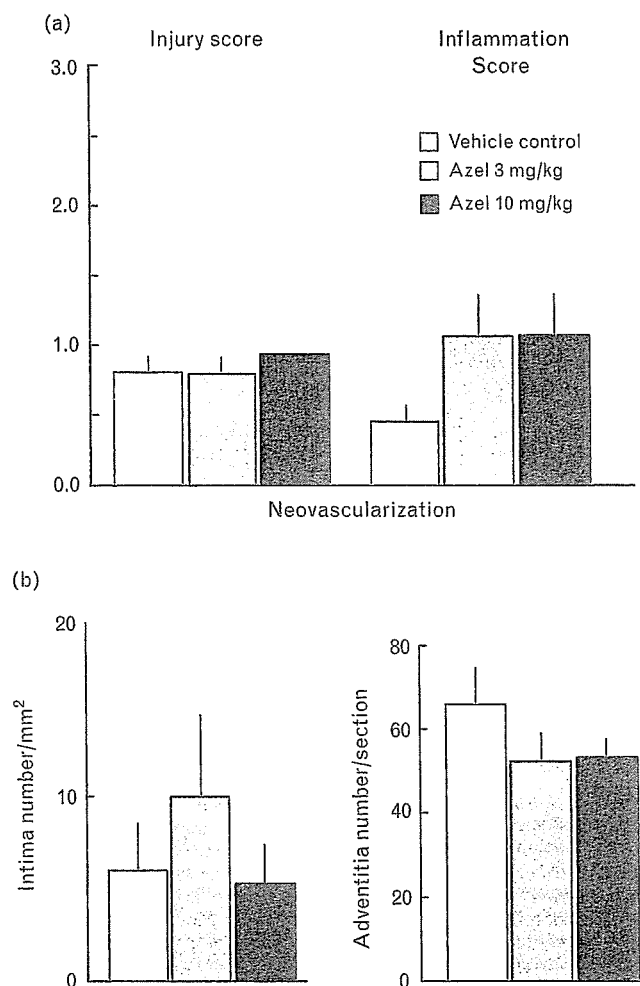 (a)
Injury score
Inflammation
Score
3.0
2.0
1.0
0.0
Vehicle control
Azel 3 mg/kg
Azel 10 mg/kg
Neovascularization
(b)
Intima number/mm²
20
10
0
Adventitia number/section
80
60
40
20
0